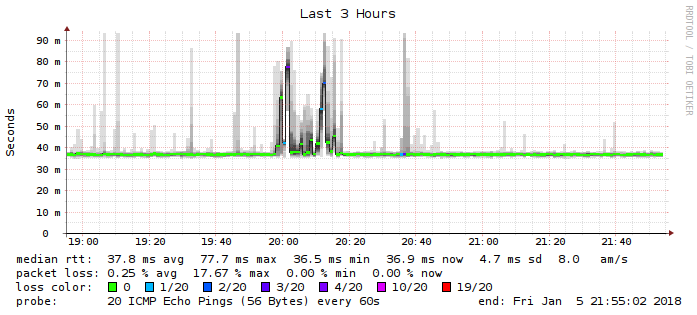 Last 3 Hours
RRDTOOL / TOBI OETIKER
Seconds
90 m
80 m
70 m
60 m
50 m
40 m
30 m
20 m
10 m
0
19:00 19:20 19:40 20:00 20:20 20:40 21:00 21:20 21:40
median rtt: 37.8 ms avg 77.7 ms max 36.5 ms min 36.9 ms now 4.7 ms sd 8.0 am/s
packet loss: 0.25 % avg 17.67 % max 0.00 % min 0.00 % now
loss color: 0 1/20 2/20 3/20 4/20 10/20 19/20
probe: 20 ICMP Echo Pings (56 Bytes) every 60s end: Fri Jan 5 21:55:02 2018